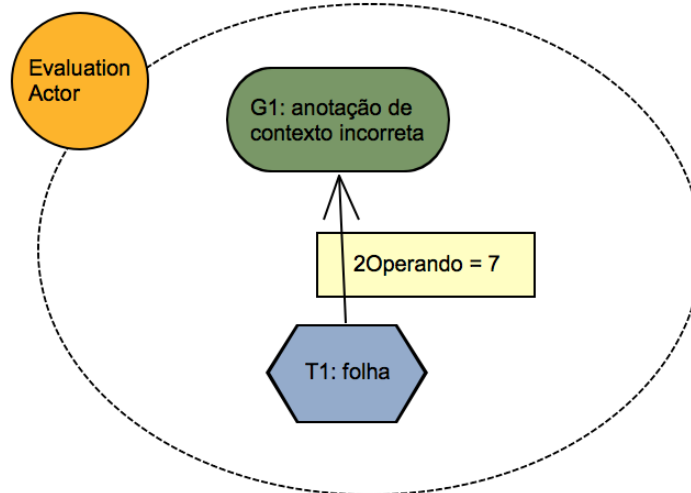 Evaluation
Actor
G1: anotação de
contexto incorreta
2Operando = 7
T1: folha